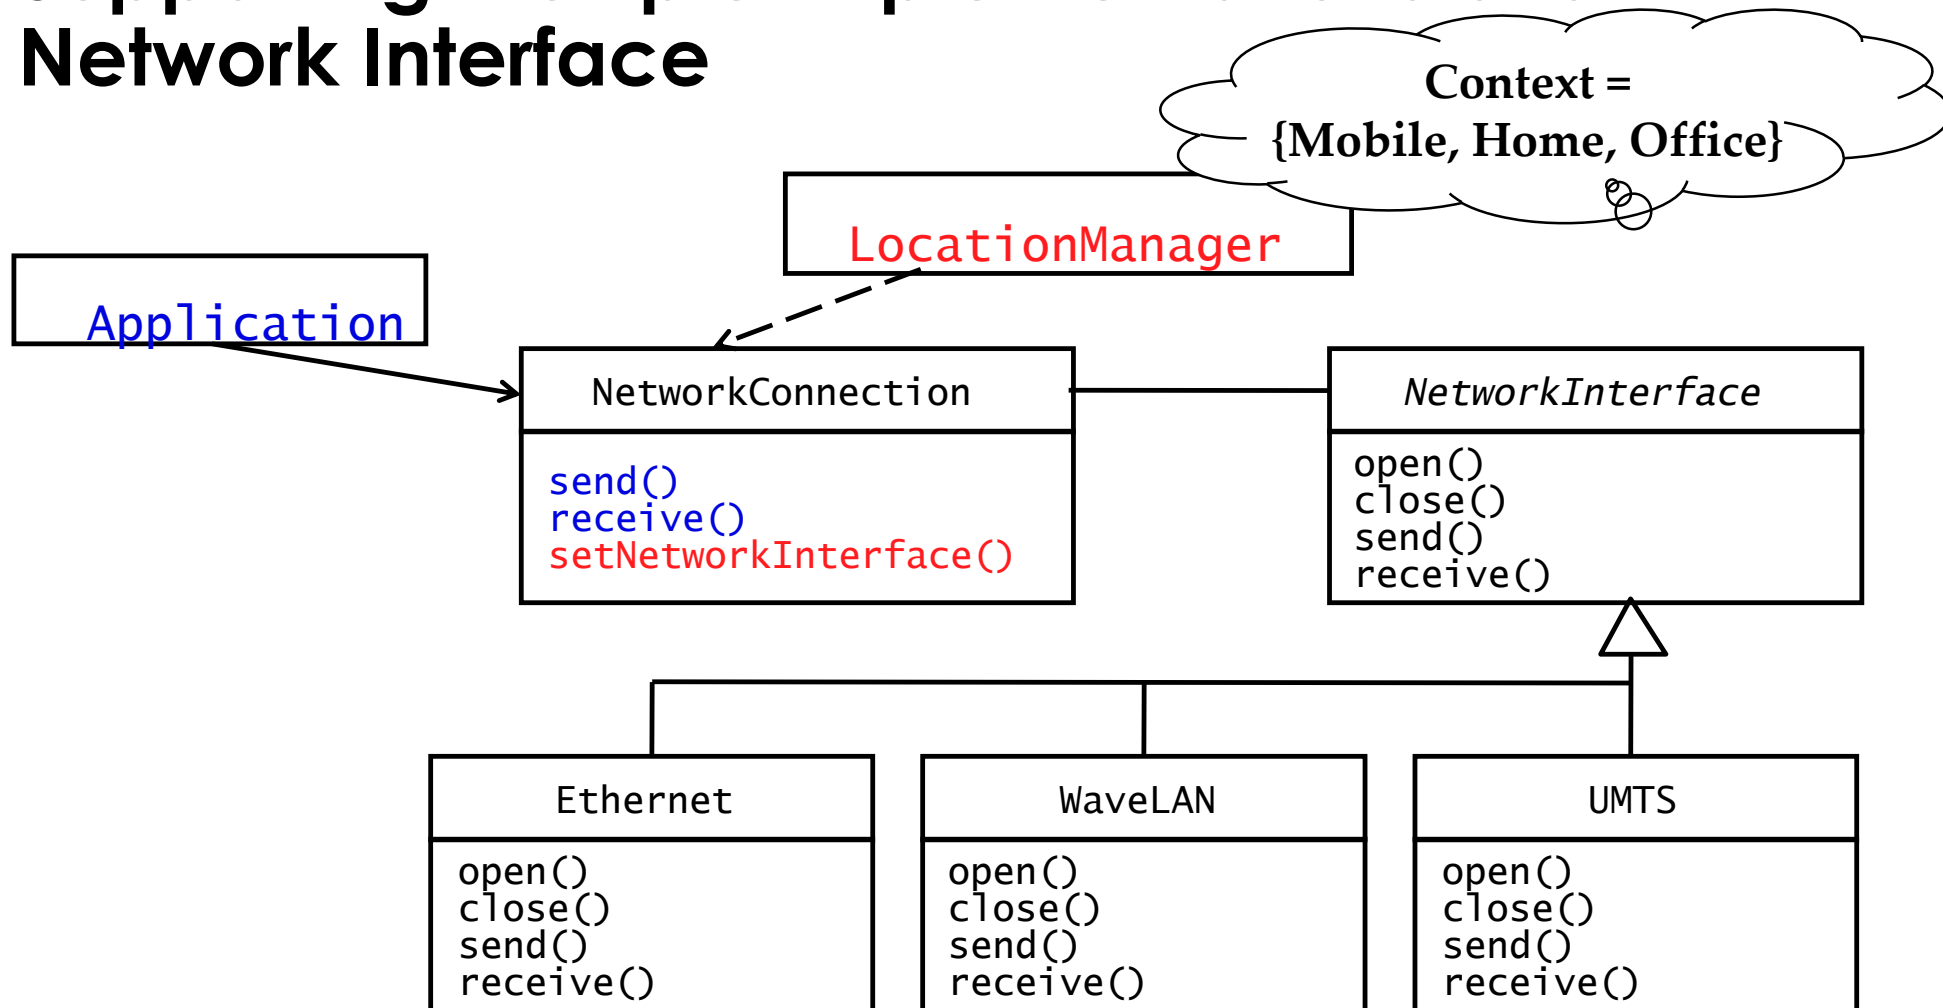 Network Interface
Context =
{Mobile, Home, Office}
LocationManager
Application
NetworkConnection
send()
receive()
setNetworkInterface()
NetworkInterface
open()
close()
send()
receive()
Ethernet
open()
close()
send()
receive()
WaveLAN
open()
close()
send()
receive()
UMTS
open()
close()
send()
receive()